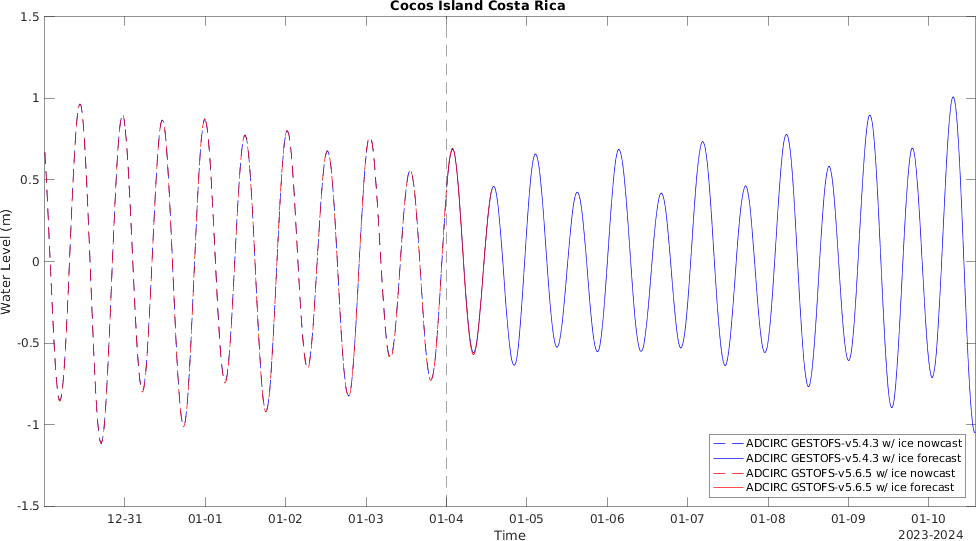 Cocos Island Costa Rica
1.5
1
0.5
0
-0.5
-1
-1.5
Water Level (m)
ADCIRC GESTOFS-v5.4.3 w/ ice nowcast
ADCIRC GESTOFS-v5.4.3 w/ ice forecast
ADCIRC GSTOFS-v5.6.5 w/ ice nowcast
ADCIRC GSTOFS-v5.6.5 w/ ice forecast
12-31 01-01 01-02 01-03 01-04 01-05 01-06 01-07 01-08 01-09 01-10
Time
2023-2024